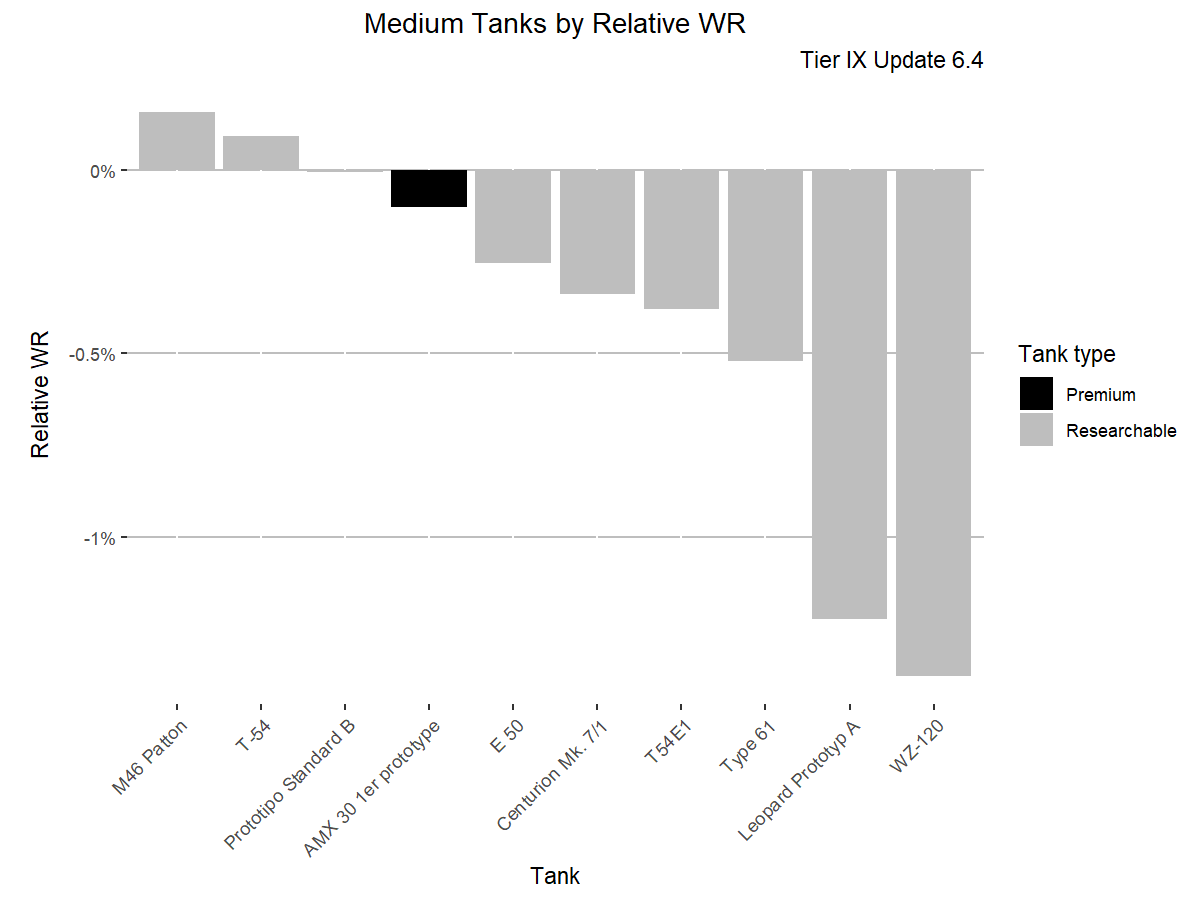 Medium Tanks by Relative WR
Tier IX Update 6.4
0%
-0.5%
-1%
Relative WR
M46 Patton
T-54
Prototipo Standard B
AMX 30 1er prototype
E 50
Centurion Mk. 7/1
T54E1
Type 61
Leopard Prototyp A
WZ-120
Tank
Tank type
Premium
Researchable